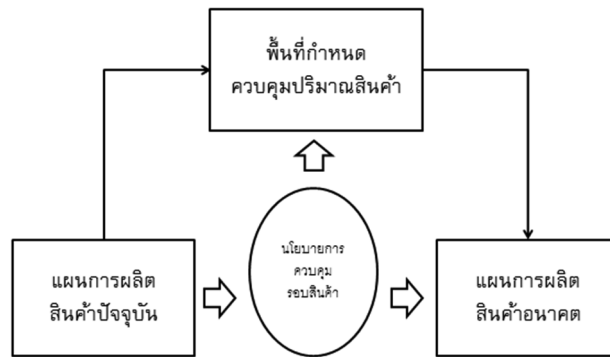 พื้นที่กำหนด
ควบคุมปริมาณสินค้า
นโยบายการ
ควบคุม
รอบสินค้า
แผนการผลิต
สินค้าปัจจุบัน
แผนการผลิต
สินค้าอนาคต